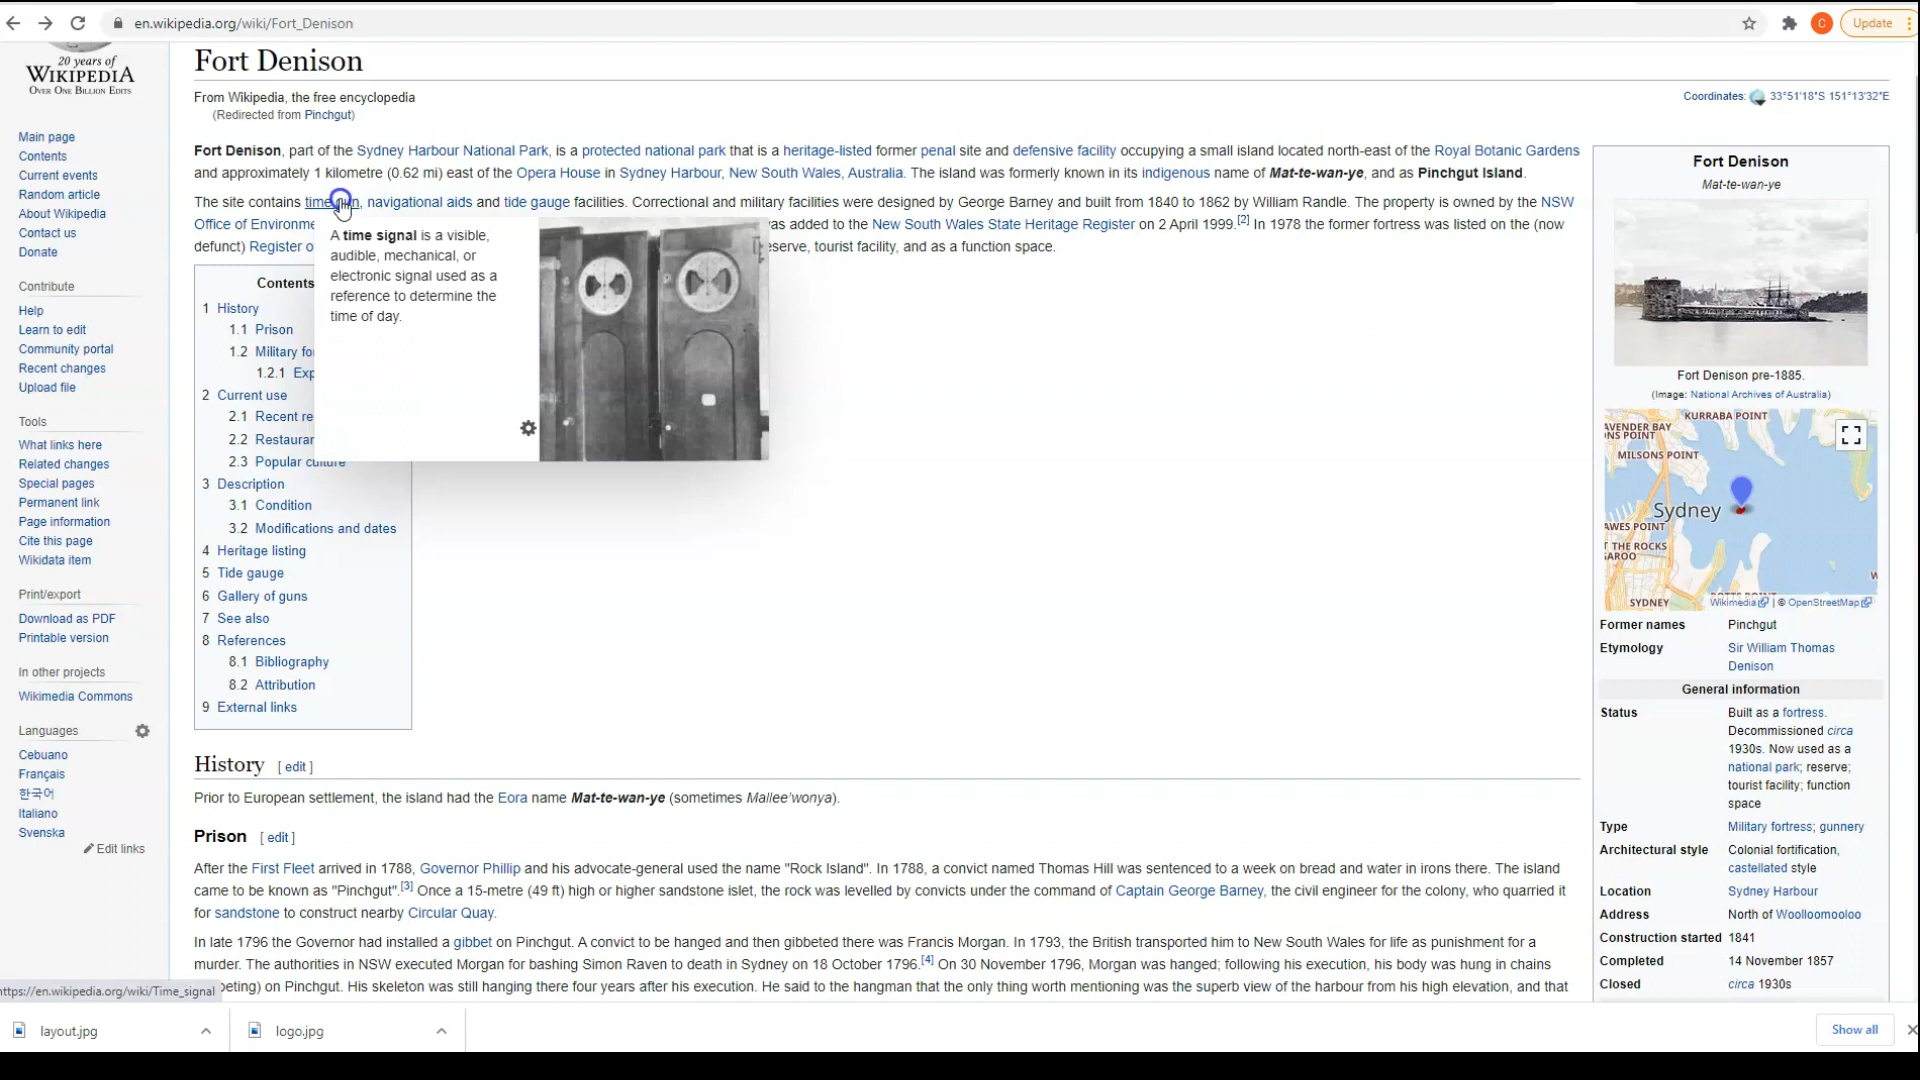 en.wikipedia.org/wiki/Fort_Denison
C
Update
20 years of
WIKIPEDIA
OVER ONE BILLION EDITS
Main page
Contents
Current events
Random article
About Wikipedia
Contact us
Donate
Contribute
Help
Learn to edit
Community portal
Recent changes
Upload file
Tools
What links here
Related changes
Special pages
Permanent link
Page information
Cite this page
Wikidata item
Print/export
Download as PDF
Printable version
In other projects
Wikimedia Commons
Languages
Cebuano
Français
한국어
Italiano
Svenska
Edit links
Fort Denison
From Wikipedia, the free encyclopedia
(Redirected from Pinchgut)
Coordinates: 33°51′18″S 151°13′32″E
Fort Denison, part of the Sydney Harbour National Park, is a protected national park that is a heritage-listed former penal site and defensive facility occupying a small island located north-east of the Royal Botanic Gardens
and approximately 1 kilometre (0.62 mi) east of the Opera House in Sydney Harbour, New South Wales, Australia. The island was formerly known in its indigenous name of Mat-te-wan-ye, and as Pinchgut Island.
The site contains time gun, navigational aids and tide gauge facilities. Correctional and military facilities were designed by George Barney and built from 1840 to 1862 by William Randle. The property is owned by the NSW
Office of Environme as added to the New South Wales State Heritage Register on 2 April 1999.[2] In 1978 the former fortress was listed on the (now
defunct) Register o eserve, tourist facility, and as a function space.
A time signal is a visible,
audible, mechanical, or
electronic signal used as a
reference to determine the
time of day.
Contents
1 History
1.1 Prison
1.2 Military fo
1.2.1 Exp
2 Current use
2.1 Recent re
2.2 Restauran
2.3 Popular culture
3 Description
3.1 Condition
3.2 Modifications and dates
4 Heritage listing
5 Tide gauge
6 Gallery of guns
7 See also
8 References
8.1 Bibliography
8.2 Attribution
9 External links
History [ edit ]
Prior to European settlement, the island had the Eora name Mat-te-wan-ye (sometimes Mallee'wonya).
Prison [ edit ]
After the First Fleet arrived in 1788, Governor Phillip and his advocate-general used the name "Rock Island". In 1788, a convict named Thomas Hill was sentenced to a week on bread and water in irons there. The island
came to be known as "Pinchgut".[3] Once a 15-metre (49 ft) high or higher sandstone islet, the rock was levelled by convicts under the command of Captain George Barney, the civil engineer for the colony, who quarried it
for sandstone to construct nearby Circular Quay.
In late 1796 the Governor had installed a gibbet on Pinchgut. A convict to be hanged and then gibbeted there was Francis Morgan. In 1793, the British transported him to New South Wales for life as punishment for a
murder. The authorities in NSW executed Morgan for bashing Simon Raven to death in Sydney on 18 October 1796.[4] On 30 November 1796, Morgan was hanged; following his execution, his body was hung in chains
eting) on Pinchgut. His skeleton was still hanging there four years after his execution. He said to the hangman that the only thing worth mentioning was the superb view of the harbour from his high elevation, and that
Fort Denison
Mat-te-wan-ye
Fort Denison pre-1885.
(Image: National Archives of Australia)
KURRABA POINT
AVENDER BAY
NS POINT
MILSONS POINT
Sydney
AWES POINT
THE ROCKS
GAROO
SYDNEY
Wikimedia | © OpenStreetMap
Former names Pinchgut
Etymology Sir William Thomas
Denison
General information
Status Built as a fortress.
Decommissioned circa
1930s. Now used as a
national park; reserve;
tourist facility; function
space
Type Military fortress; gunnery
Architectural style Colonial fortification,
castellated style
Location Sydney Harbour
Address North of Woolloomooloo
Construction started 1841
Completed 14 November 1857
Closed circa 1930s
https://en.wikipedia.org/wiki/Time_signal
layout.jpg
logo.jpg
Show all